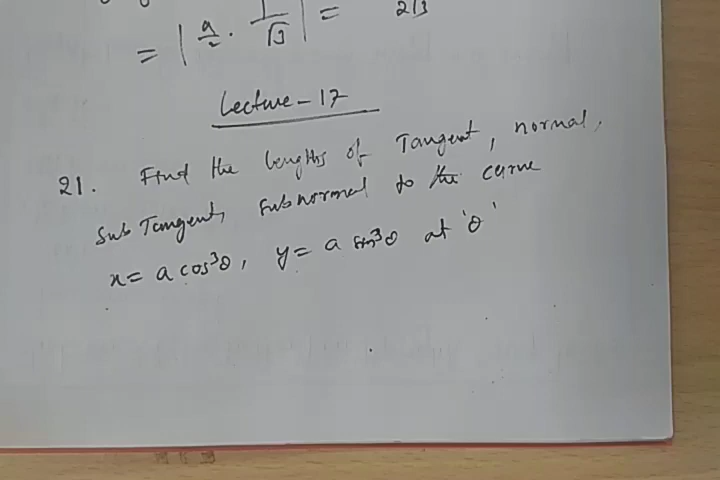 = | a/2 · 1/√3 | = 2√3
Lecture - 17
21. Find the lengths of Tangent, normal,
Sub Tangent, subnormal to the curve
x = a cos³θ, y = a sin³θ at 'θ'